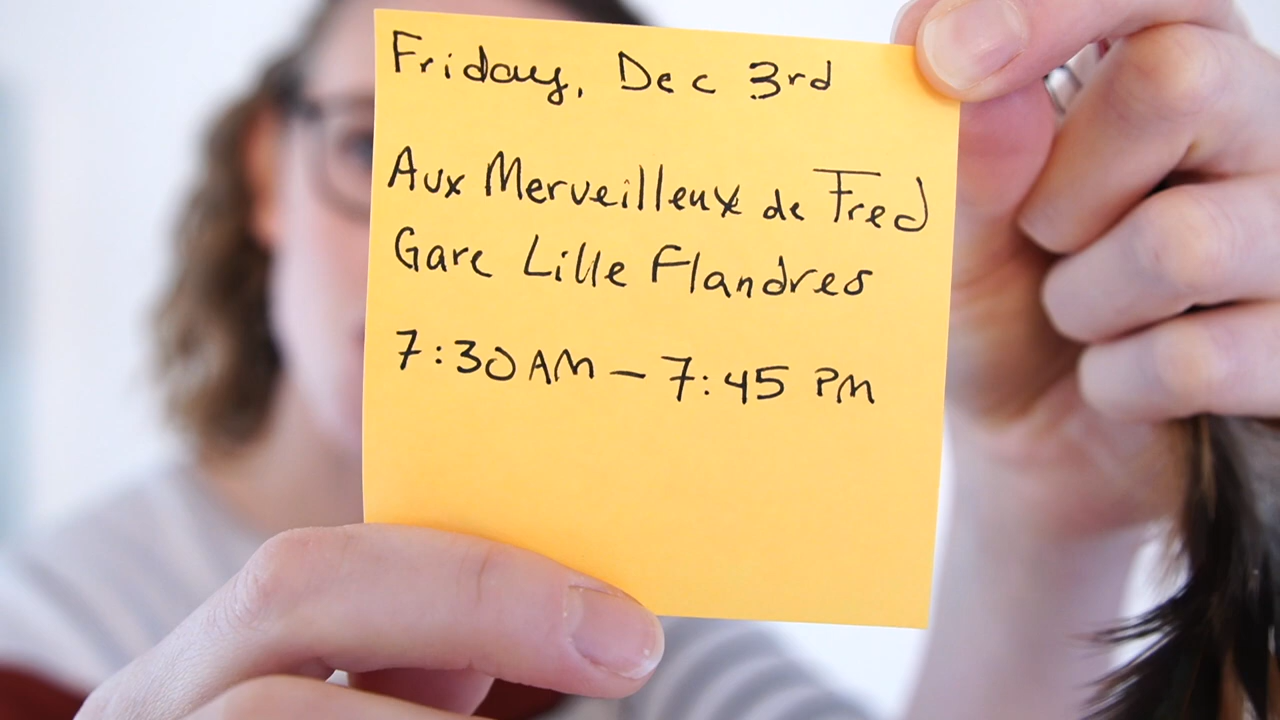 Friday, Dec 3rd
Aux Merveilleux de Fred
Gare Lille Flandres
7:30 AM – 7:45 PM